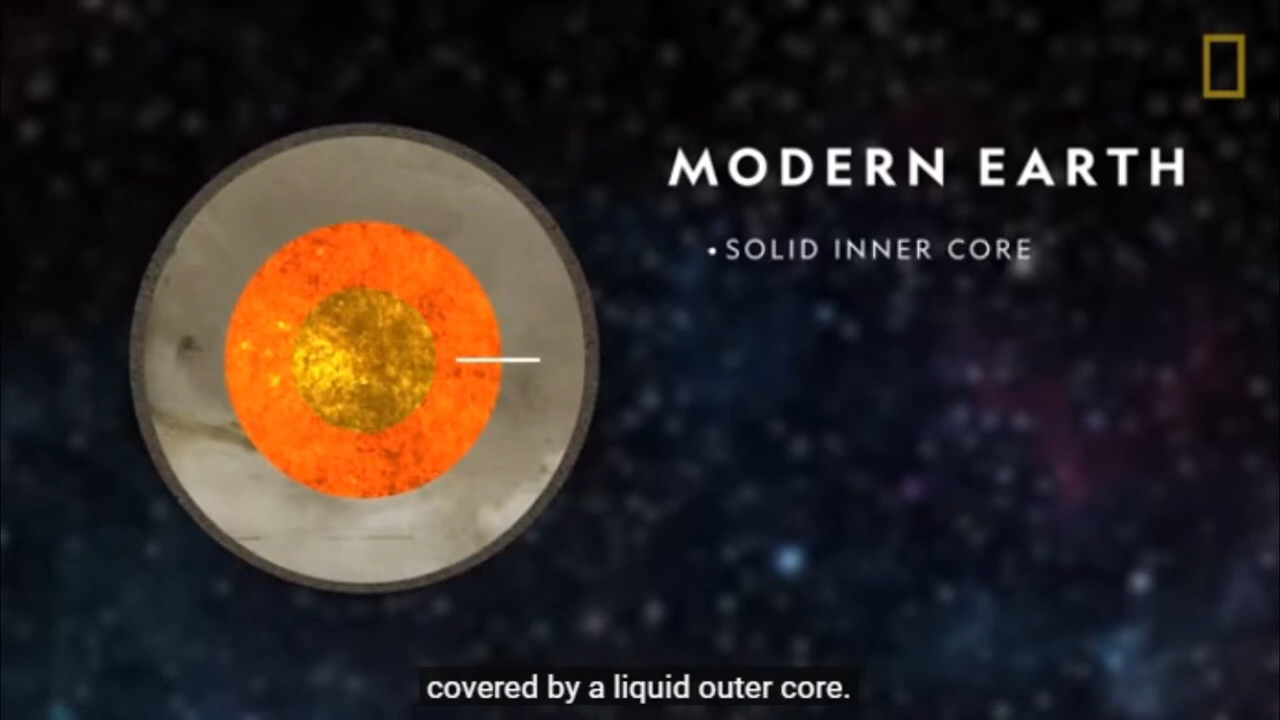 MODERN EARTH
•SOLID INNER CORE
covered by a liquid outer core.